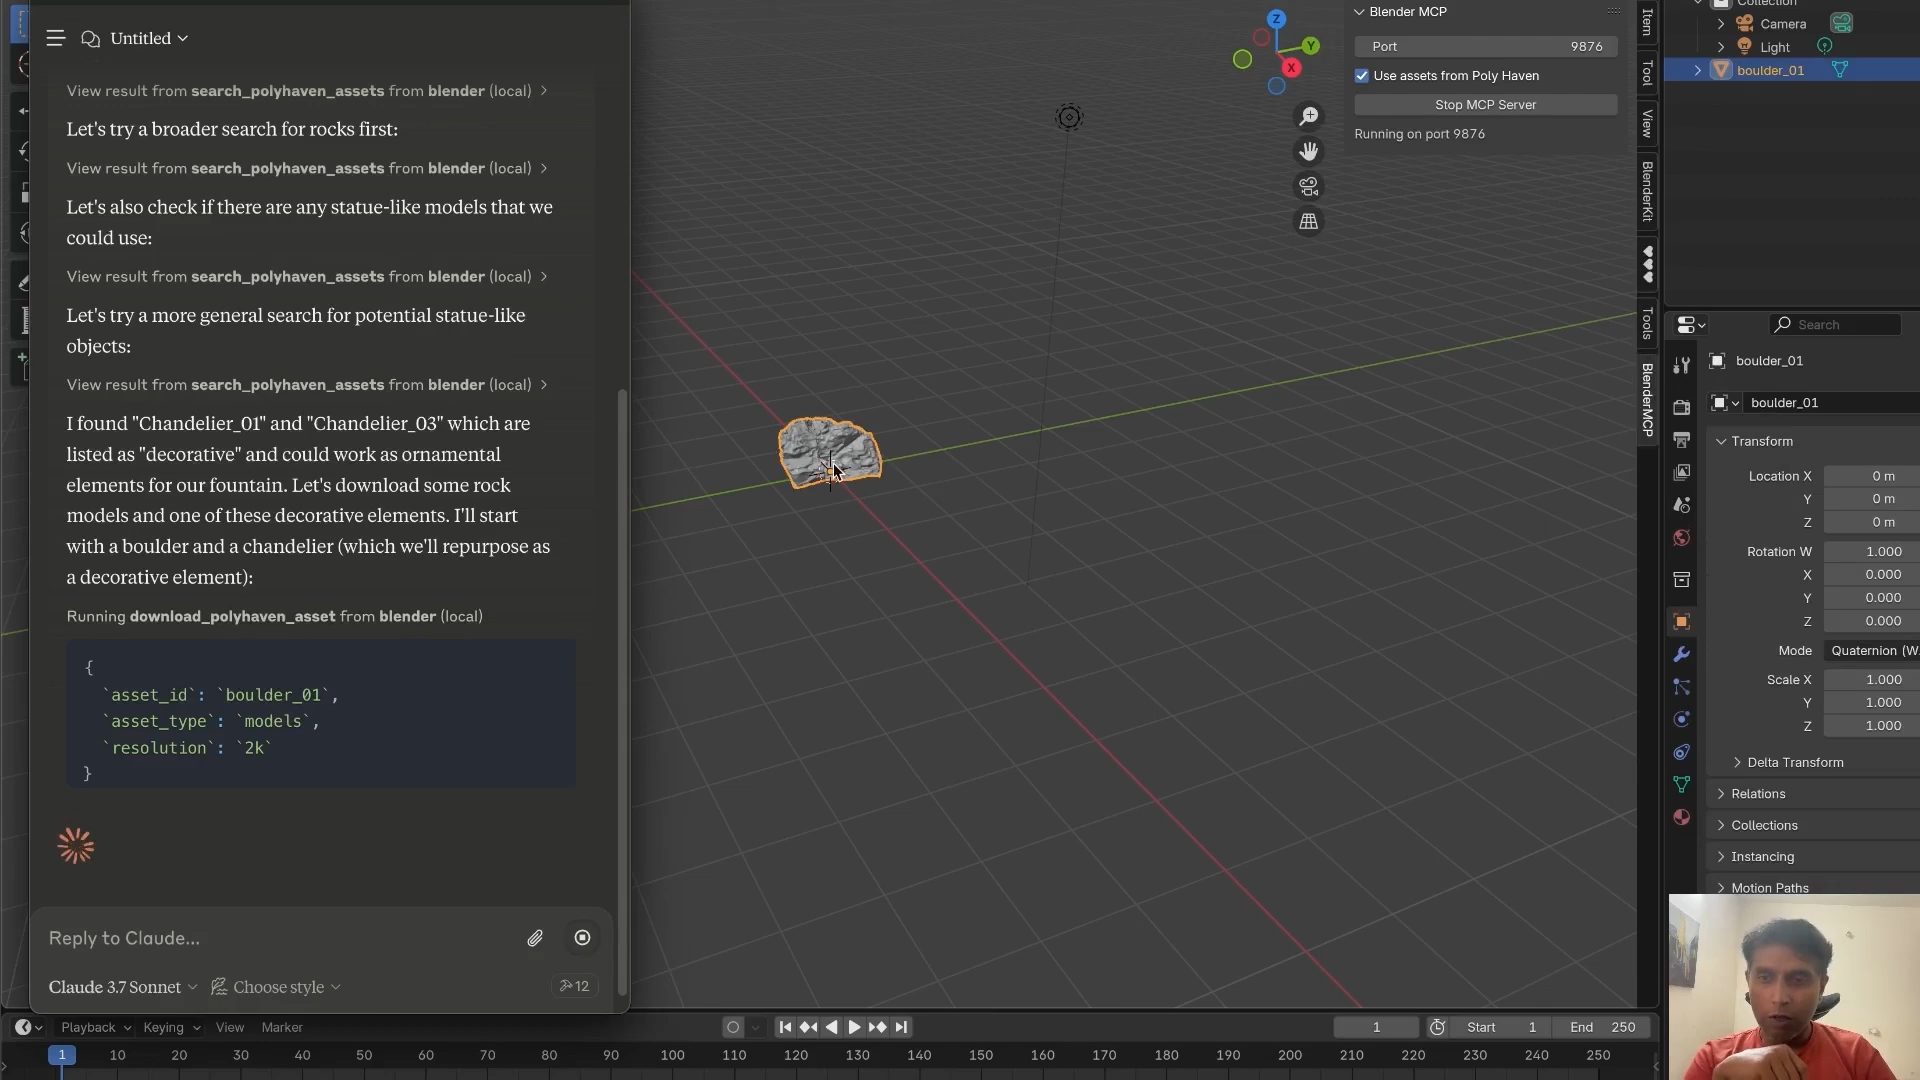 Untitled
View result from search_polyhaven_assets from blender (local)
Let's try a broader search for rocks first:
View result from search_polyhaven_assets from blender (local)
Let's also check if there are any statue-like models that we
could use:
View result from search_polyhaven_assets from blender (local)
Let's try a more general search for potential statue-like
objects:
View result from search_polyhaven_assets from blender (local)
I found "Chandelier_01" and "Chandelier_03" which are
listed as "decorative" and could work as ornamental
elements for our fountain. Let's download some rock
models and one of these decorative elements. I'll start
with a boulder and a chandelier (which we'll repurpose as
a decorative element):
Running download_polyhaven_asset from blender (local)
{
`asset_id`: `boulder_01`,
`asset_type`: `models`,
`resolution`: `2k`
}
Reply to Claude...
Claude 3.7 Sonnet
Choose style
12
Z
Y
X
Blender MCP
Port 9876
Use assets from Poly Haven
Stop MCP Server
Running on port 9876
Item
Tool
View
BlenderKit
Tools
BlenderMCP
Collection
Camera
Light
boulder_01
Search
boulder_01
boulder_01
Transform
Location X 0 m
Y 0 m
Z 0 m
Rotation W 1.000
X 0.000
Y 0.000
Z 0.000
Mode Quaternion (W
Scale X 1.000
Y 1.000
Z 1.000
Delta Transform
Relations
Collections
Instancing
Motion Paths
Playback Keying View Marker
1 Start 1 End 250
1 10 20 30 40 50 60 70 80 90 100 110 120 130 140 150 160 170 180 190 200 210 220 230 240 250